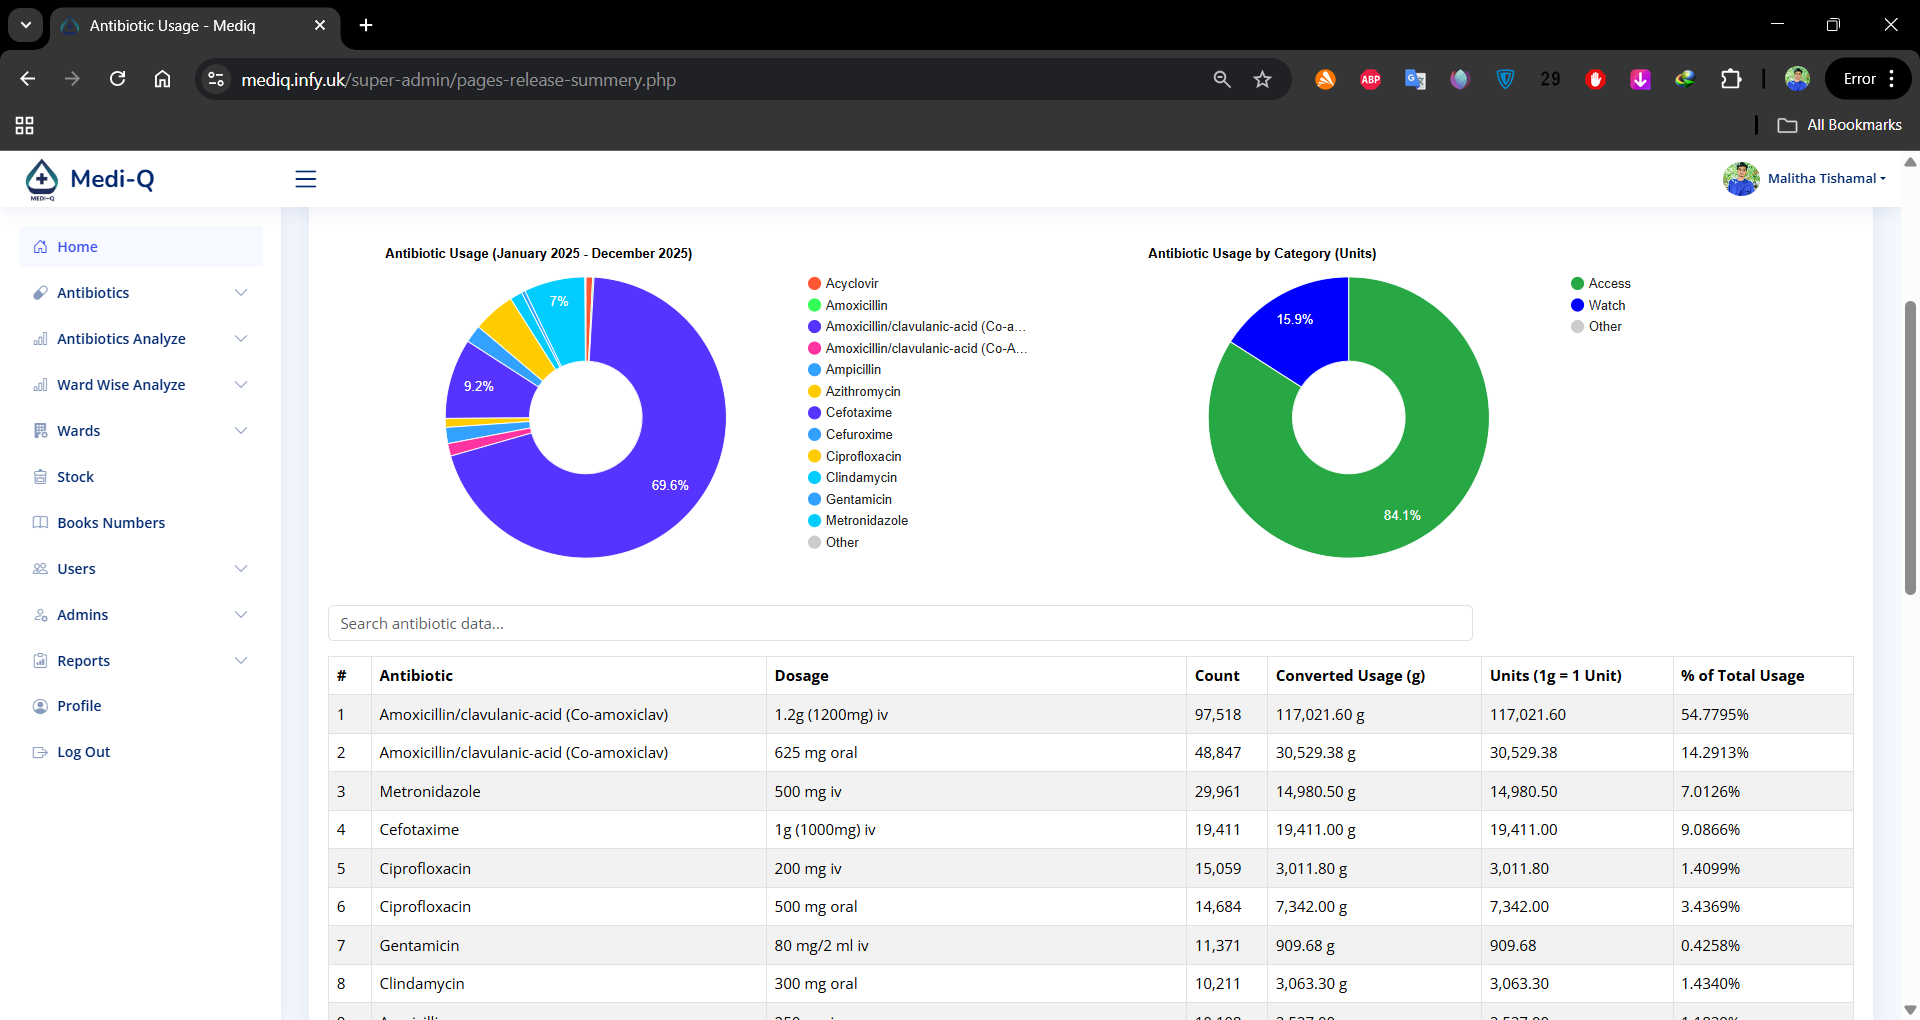 Antibiotic Usage - Mediq
mediq.infy.uk/super-admin/pages-release-summery.php
ABP
29
Error
All Bookmarks
MEDI-Q
Medi-Q
Malitha Tishamal
Home
Antibiotics
Antibiotics Analyze
Ward Wise Analyze
Wards
Stock
Books Numbers
Users
Admins
Reports
Profile
Log Out
Antibiotic Usage (January 2025 - December 2025)
7%
9.2%
69.6%
Acyclovir
Amoxicillin
Amoxicillin/clavulanic-acid (Co-a...
Amoxicillin/clavulanic-acid (Co-A...
Ampicillin
Azithromycin
Cefotaxime
Cefuroxime
Ciprofloxacin
Clindamycin
Gentamicin
Metronidazole
Other
Antibiotic Usage by Category (Units)
15.9%
84.1%
Access
Watch
Other
Search antibiotic data...
# Antibiotic Dosage Count Converted Usage (g) Units (1g = 1 Unit) % of Total Usage
1 Amoxicillin/clavulanic-acid (Co-amoxiclav) 1.2g (1200mg) iv 97,518 117,021.60 g 117,021.60 54.7795%
2 Amoxicillin/clavulanic-acid (Co-amoxiclav) 625 mg oral 48,847 30,529.38 g 30,529.38 14.2913%
3 Metronidazole 500 mg iv 29,961 14,980.50 g 14,980.50 7.0126%
4 Cefotaxime 1g (1000mg) iv 19,411 19,411.00 g 19,411.00 9.0866%
5 Ciprofloxacin 200 mg iv 15,059 3,011.80 g 3,011.80 1.4099%
6 Ciprofloxacin 500 mg oral 14,684 7,342.00 g 7,342.00 3.4369%
7 Gentamicin 80 mg/2 ml iv 11,371 909.68 g 909.68 0.4258%
8 Clindamycin 300 mg oral 10,211 3,063.30 g 3,063.30 1.4340%